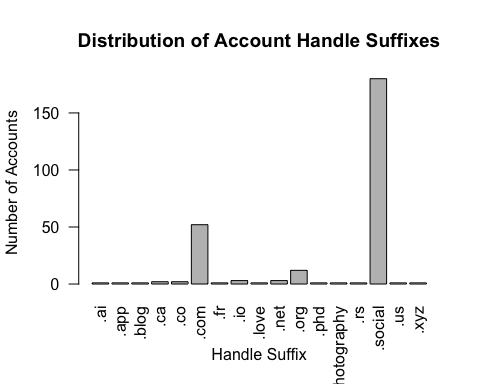 Distribution of Account Handle Suffixes
Number of Accounts
150
100
50
0
.ai
.app
.blog
.ca
.co
.com
.fr
.io
.love
.net
.org
.phd
hotography
.rs
.social
.us
.xyz
Handle Suffix